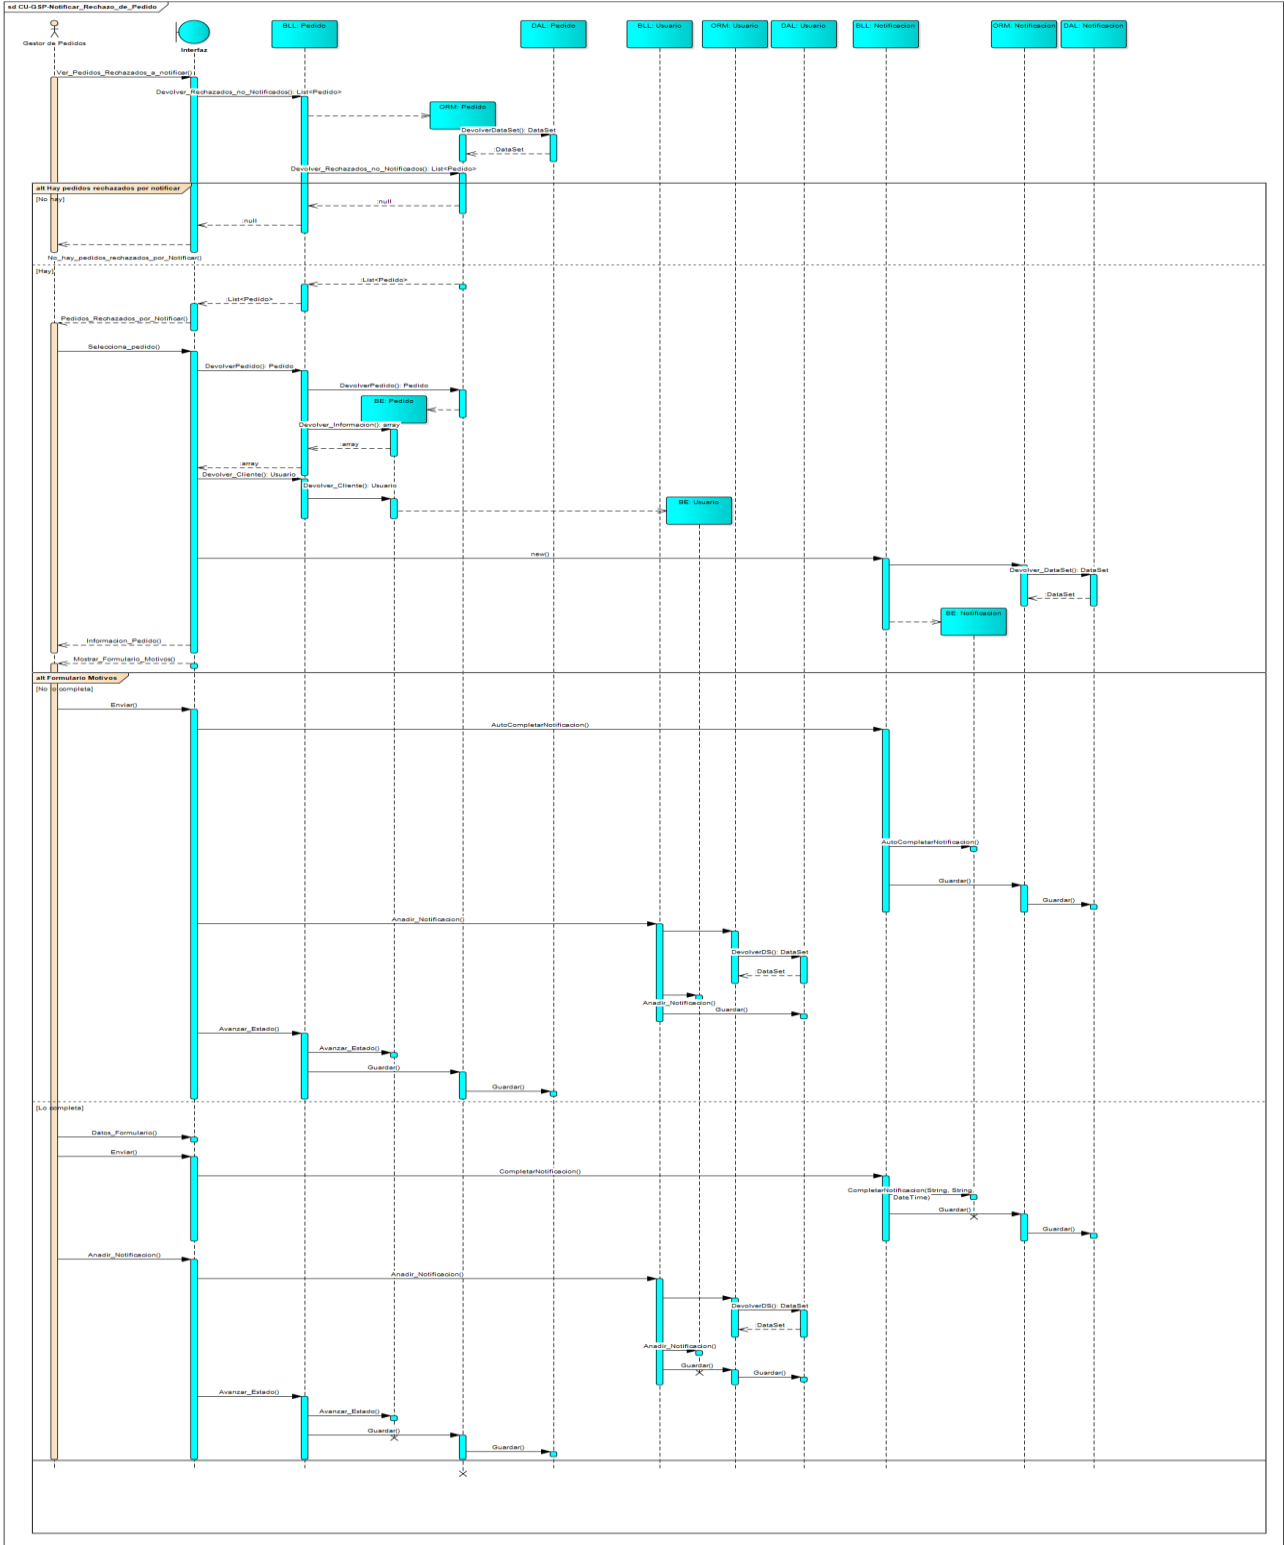 sd CU-GSP-Notificar_Rechazo_de_Pedido
Gestor de Pedidos
Interfaz
BLL: Pedido
DAL: Pedido
BLL: Usuario
ORM: Usuario
DAL: Usuario
BLL: Notificacion
ORM: Notificacion
DAL: Notificacion
Ver_Pedidos_Rechazados_a_notificar()
Devolver_Rechazados_no_Notificados(): List<Pedido>
ORM: Pedido
DevolverDataSet(): DataSet
:DataSet
Devolver_Rechazados_no_Notificados(): List<Pedido>
alt Hay pedidos rechazados por notificar
[No hay]
:null
:null
No_hay_pedidos_rechazados_por_Notificar()
[Hay]
:List<Pedido>
:List<Pedido>
Pedidos_Rechazados_por_Notificar()
Selecciona_pedido()
DevolverPedido(): Pedido
DevolverPedido(): Pedido
BE: Pedido
Devolver_Informacion(): array
:array
:array
Devolver_Cliente(): Usuario
Devolver_Cliente(): Usuario
BE: Usuario
new()
Devolver_DataSet(): DataSet
:DataSet
BE: Notificacion
Informacion_Pedido()
Mostrar_Formulario_Motivos()
alt Formulario Motivos
[No lo completa]
Enviar()
AutoCompletarNotificacion()
AutoCompletarNotificacion()
Guardar()
Guardar()
Anadir_Notificacion()
DevolverDS(): DataSet
:DataSet
Anadir_Notificacion()
Guardar()
Avanzar_Estado()
Avanzar_Estado()
Guardar()
Guardar()
[Lo completa]
Datos_Formulario()
Enviar()
CompletarNotificacion()
CompletarNotificacion(String, String,
DateTime)
Guardar()
Guardar()
Anadir_Notificacion()
Anadir_Notificacion()
DevolverDS(): DataSet
:DataSet
Anadir_Notificacion()
Guardar()
Guardar()
Avanzar_Estado()
Avanzar_Estado()
Guardar()
Guardar()